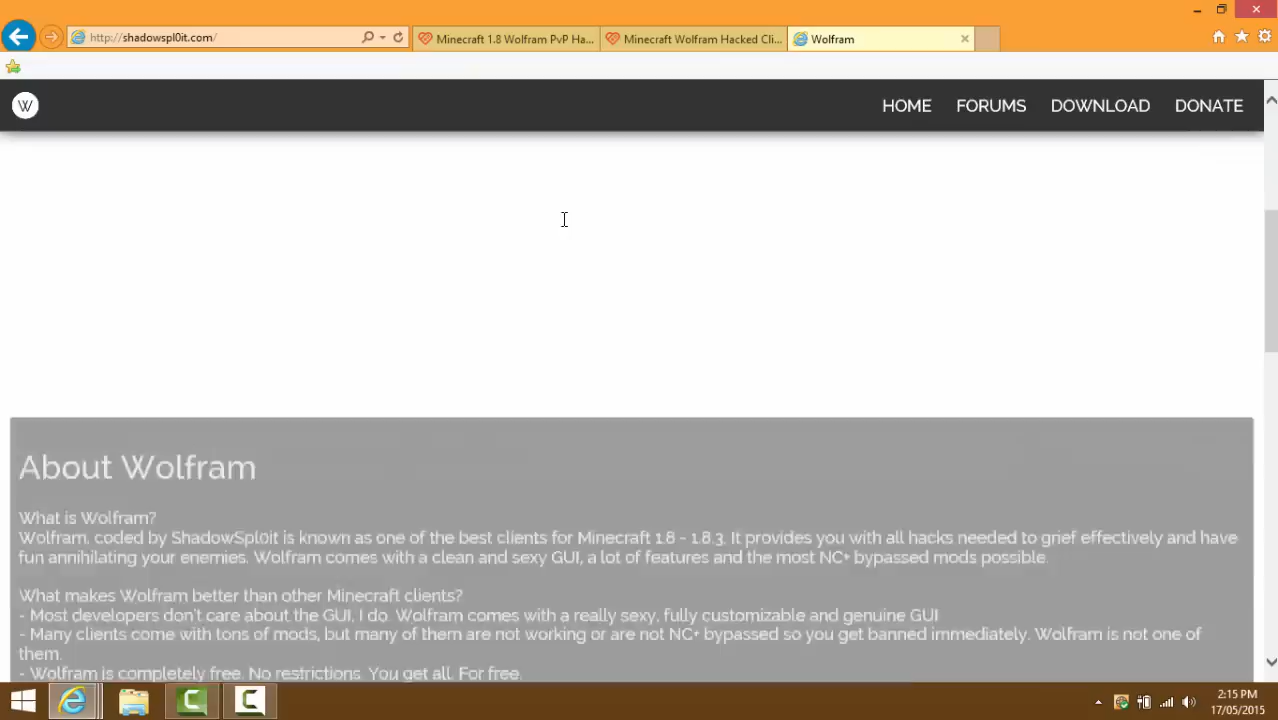 http://shadowspl0it.com/
Minecraft 1.8 Wolfram PvP Ha...
Minecraft Wolfram Hacked Cli...
Wolfram
W
HOME
FORUMS
DOWNLOAD
DONATE
About Wolfram
What is Wolfram?
Wolfram, coded by ShadowSpl0it is known as one of the best clients for Minecraft 1.8 - 1.8.3. It provides you with all hacks needed to grief effectively and have
fun annihilating your enemies. Wolfram comes with a clean and sexy GUI, a lot of features and the most NC+ bypassed mods possible.
What makes Wolfram better than other Minecraft clients?
- Most developers don't care about the GUI, I do. Wolfram comes with a really sexy, fully customizable and genuine GUI
- Many clients come with tons of mods, but many of them are not working or are not NC+ bypassed so you get banned immediately. Wolfram is not one of
them.
- Wolfram is completely free. No restrictions. You get all. For free.
2:15 PM
17/05/2015